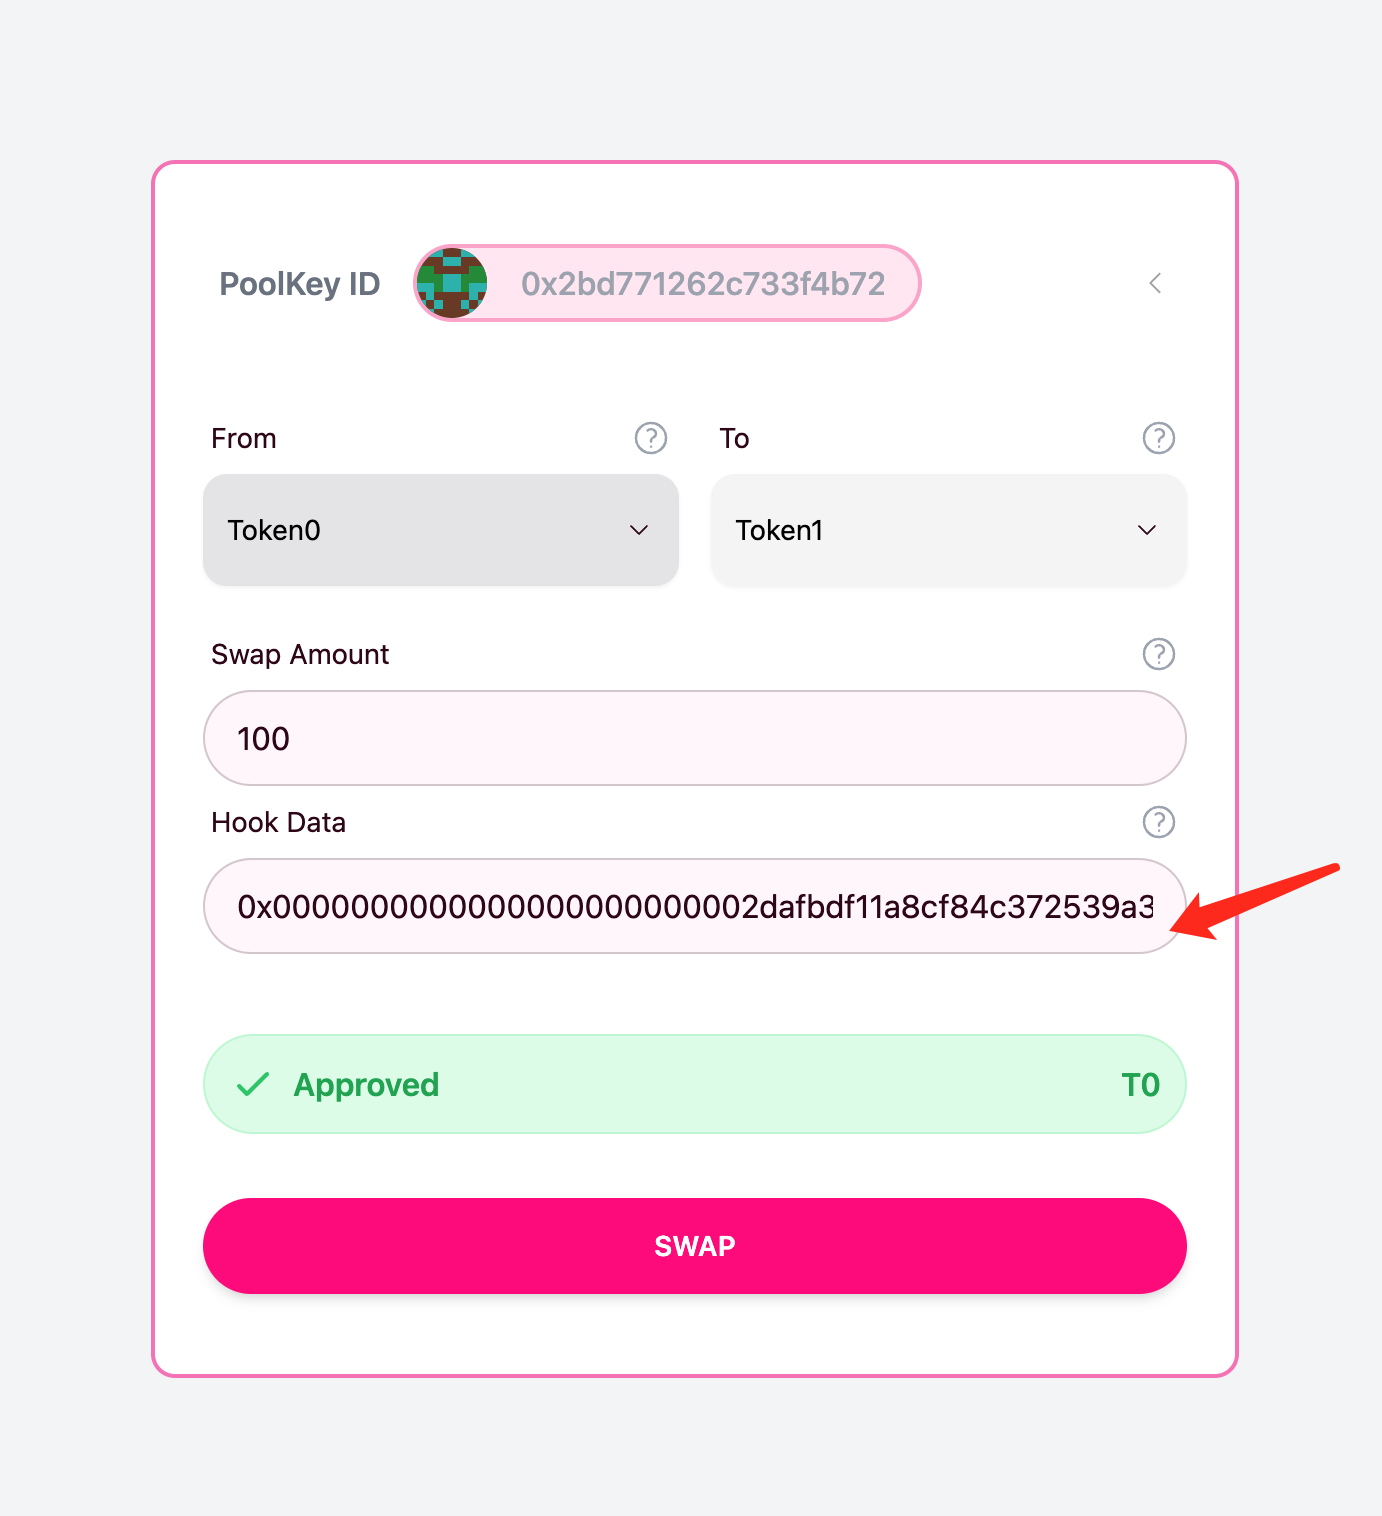 PoolKey ID 0x2bd771262c733f4b72
From To
Token0 Token1
Swap Amount
100
Hook Data
0x0000000000000000000000002dafbdf11a8cf84c372539a3
Approved T0
SWAP